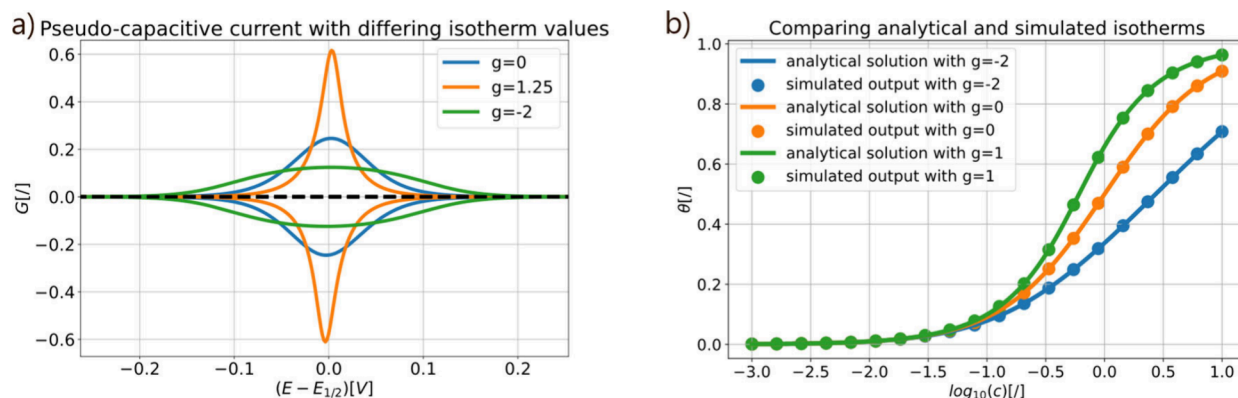 a) Pseudo-capacitive current with differing isotherm values
0.6
0.4
0.2
0.0
−0.2
−0.4
−0.6
G[/]
g=0
g=1.25
g=-2
−0.2
−0.1
0.0
0.1
0.2
(E − E1/2)[V]
b) Comparing analytical and simulated isotherms
1.0
0.8
0.6
0.4
0.2
0.0
θ[/]
analytical solution with g=-2
simulated output with g=-2
analytical solution with g=0
simulated output with g=0
analytical solution with g=1
simulated output with g=1
−3.0
−2.5
−2.0
−1.5
−1.0
−0.5
0.0
0.5
1.0
log10(c)[/]